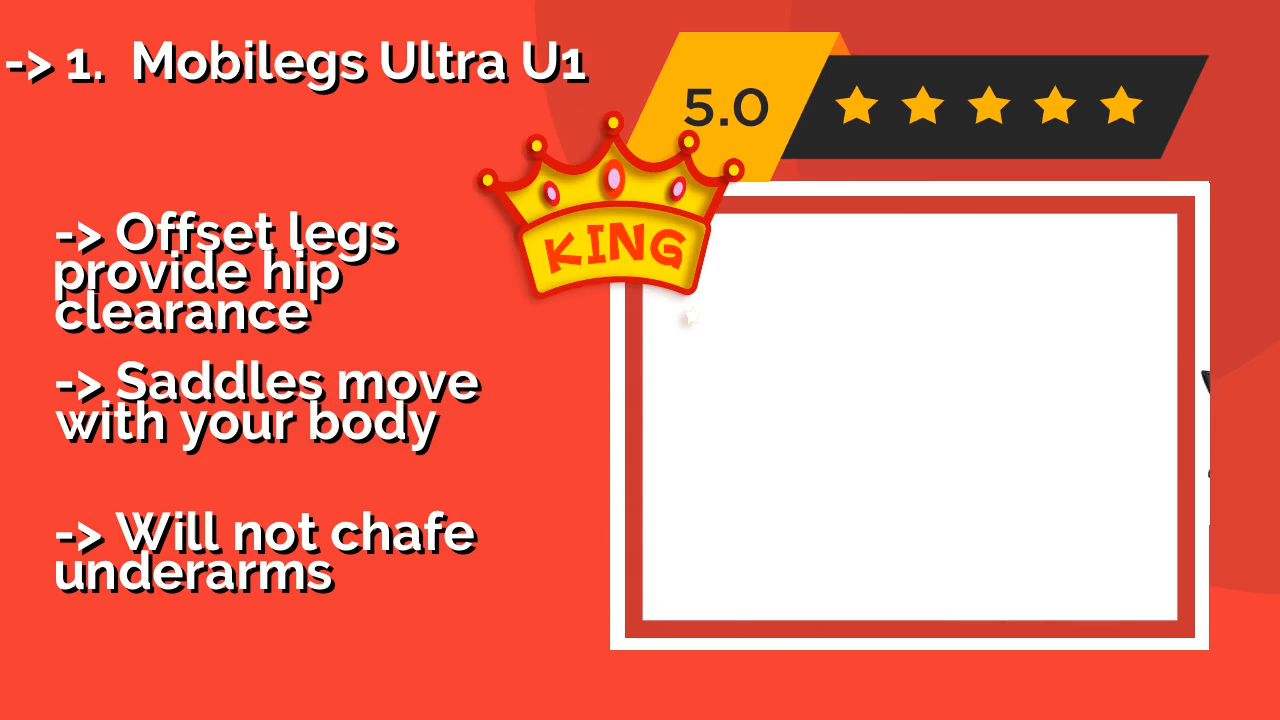 -> 1. Mobilegs Ultra U1
5.0
KING
-> Offset legs
provide hip
clearance
-> Saddles move
with your body
-> Will not chafe
underarms